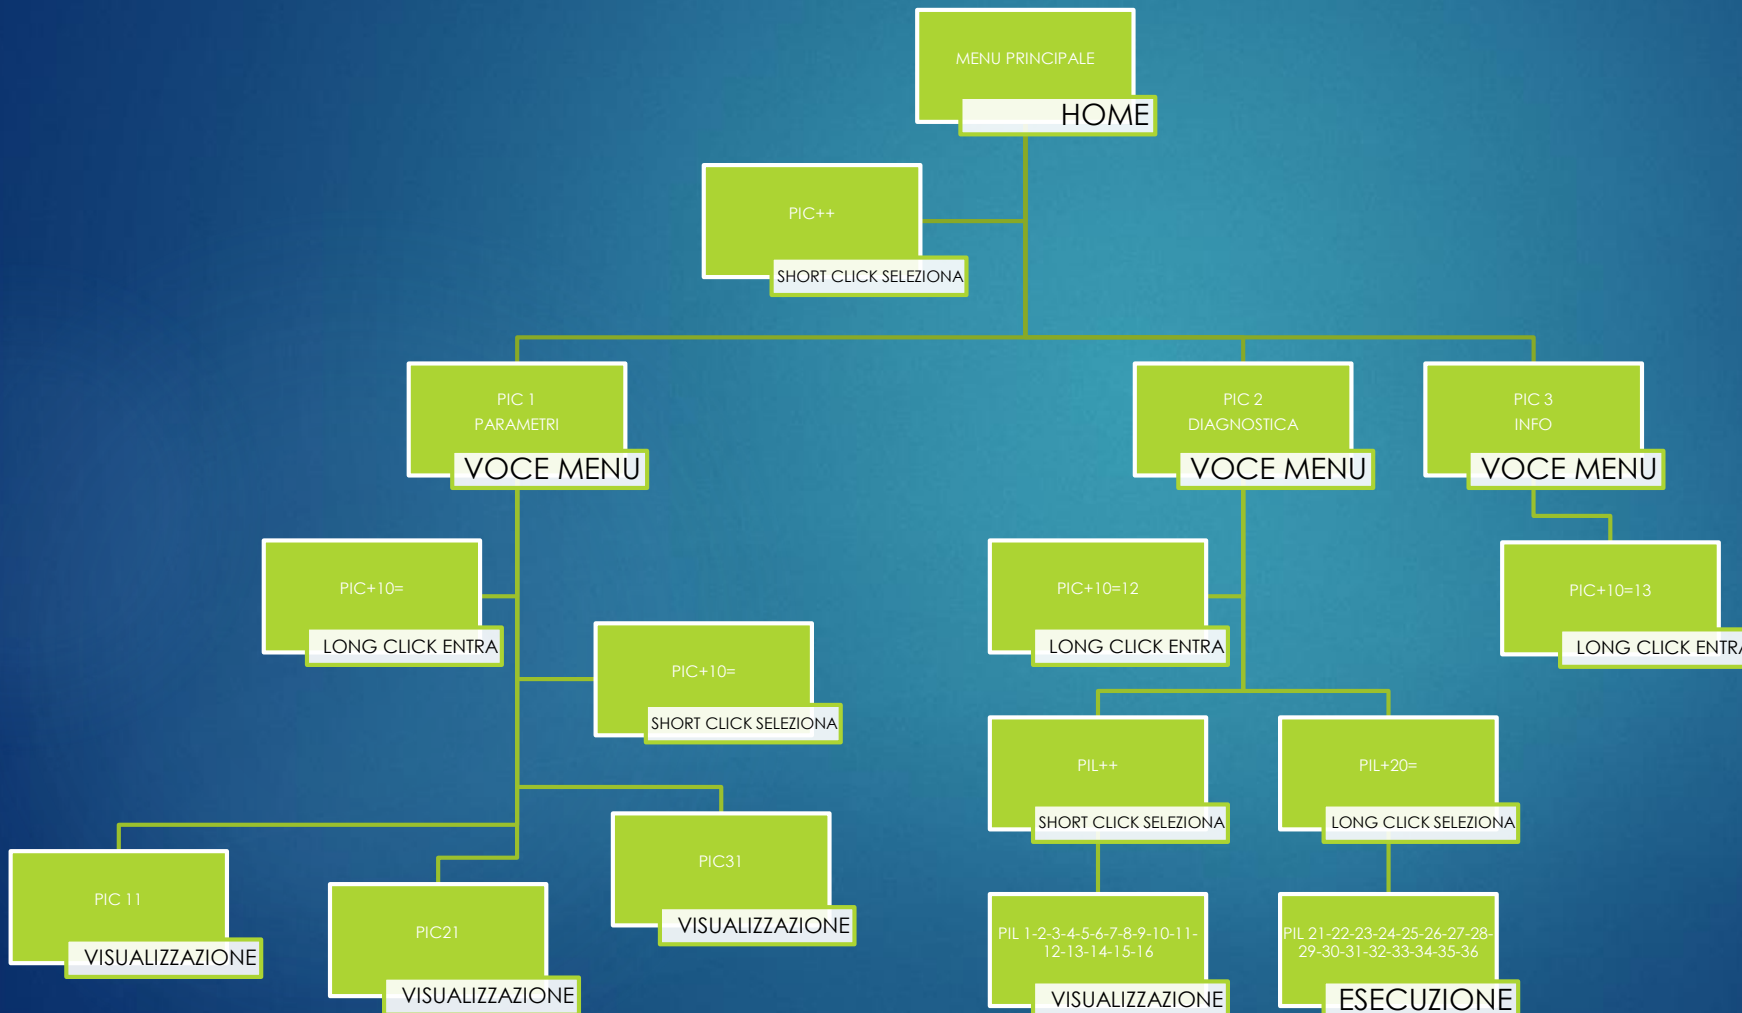 MENU PRINCIPALE
HOME
PIC++
SHORT CLICK SELEZIONA
PIC 1
PARAMETRI
VOCE MENU
PIC 2
DIAGNOSTICA
VOCE MENU
PIC 3
INFO
VOCE MENU
PIC+10=
LONG CLICK ENTRA
PIC+10=
SHORT CLICK SELEZIONA
PIC+10=12
LONG CLICK ENTRA
PIC+10=13
LONG CLICK ENTRA
PIL++
SHORT CLICK SELEZIONA
PIL+20=
LONG CLICK SELEZIONA
PIC 11
VISUALIZZAZIONE
PIC21
VISUALIZZAZIONE
PIC31
VISUALIZZAZIONE
PIL 1-2-3-4-5-6-7-8-9-10-11-
12-13-14-15-16
VISUALIZZAZIONE
PIL 21-22-23-24-25-26-27-28-
29-30-31-32-33-34-35-36
ESECUZIONE